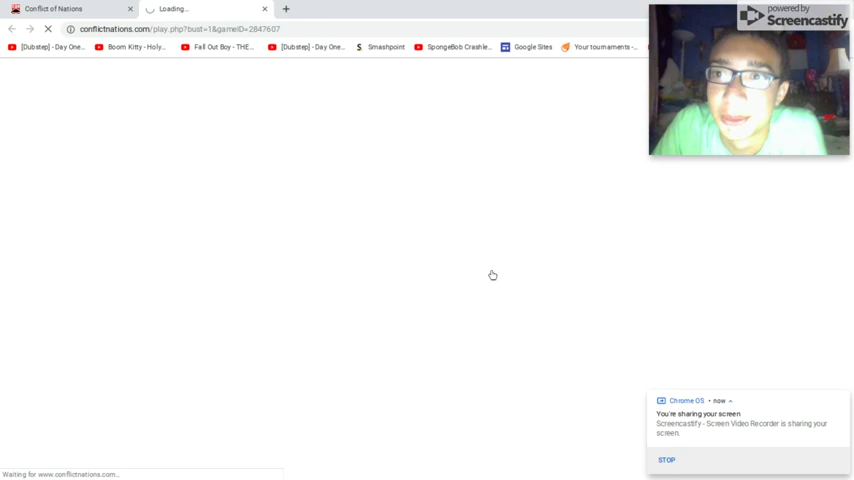 Conflict of Nations
Loading...
conflictnations.com/play.php?bust=1&gameID=2847607
[Dubstep] - Day One...
Boom Kitty - Holy...
Fall Out Boy - THE...
[Dubstep] - Day One...
Smashpoint
SpongeBob Crashle...
Google Sites
Your tournaments -...
powered by
Screencastify
Chrome OS • now
You're sharing your screen
Screencastify - Screen Video Recorder is sharing your
screen.
STOP
Waiting for www.conflictnations.com...